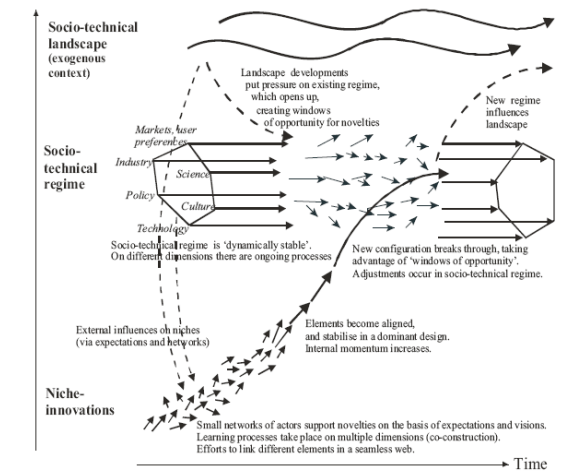 Socio-technical
landscape
(exogenous
context)
Landscape developments
put pressure on existing regime,
which opens up,
creating windows
of opportunity for novelties
New regime
influences
landscape
Markets, user
preferences
Industry
Science
Policy
Culture
Technology
Socio-
technical
regime
Socio-technical regime is ‘dynamically stable’.
On different dimensions there are ongoing processes
New configuration breaks through, taking
advantage of ‘windows of opportunity’.
Adjustments occur in socio-technical regime.
External influences on niches
(via expectations and networks)
Elements become aligned,
and stabilise in a dominant design.
Internal momentum increases.
Niche-
innovations
Small networks of actors support novelties on the basis of expectations and visions.
Learning processes take place on multiple dimensions (co-construction).
Efforts to link different elements in a seamless web.
Time